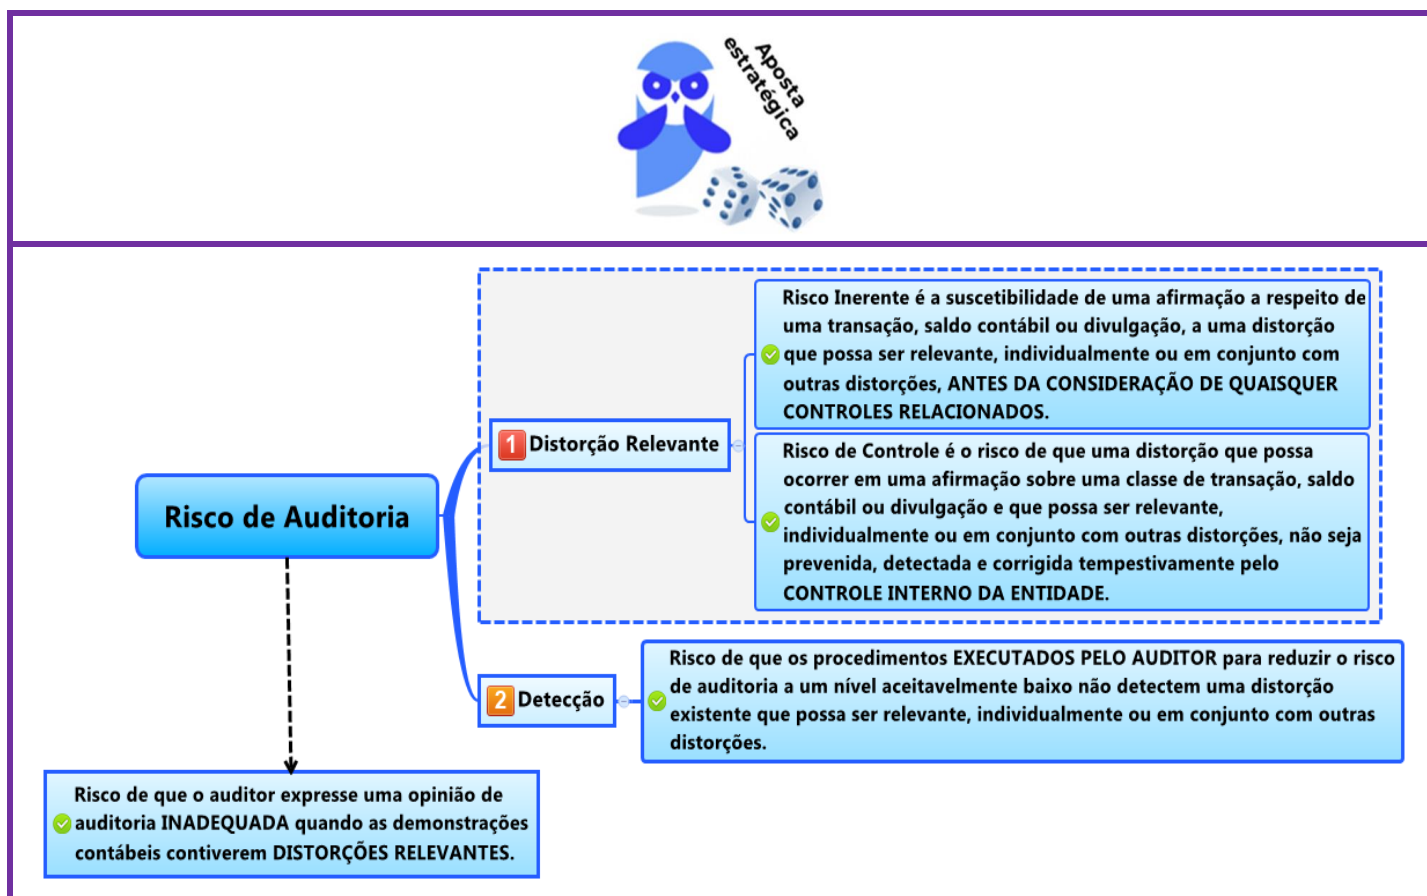 Aposta
estratégica
Risco Inerente é a suscetibilidade de uma afirmação a respeito de
uma transação, saldo contábil ou divulgação, a uma distorção
que possa ser relevante, individualmente ou em conjunto com
outras distorções, ANTES DA CONSIDERAÇÃO DE QUAISQUER
CONTROLES RELACIONADOS.
1 Distorção Relevante
Risco de Controle é o risco de que uma distorção que possa
ocorrer em uma afirmação sobre uma classe de transação, saldo
contábil ou divulgação e que possa ser relevante,
individualmente ou em conjunto com outras distorções, não seja
prevenida, detectada e corrigida tempestivamente pelo
CONTROLE INTERNO DA ENTIDADE.
Risco de Auditoria
2 Detecção
Risco de que os procedimentos EXECUTADOS PELO AUDITOR para reduzir o risco
de auditoria a um nível aceitavelmente baixo não detectem uma distorção
existente que possa ser relevante, individualmente ou em conjunto com outras
distorções.
Risco de que o auditor expresse uma opinião de
auditoria INADEQUADA quando as demonstrações
contábeis contiverem DISTORÇÕES RELEVANTES.